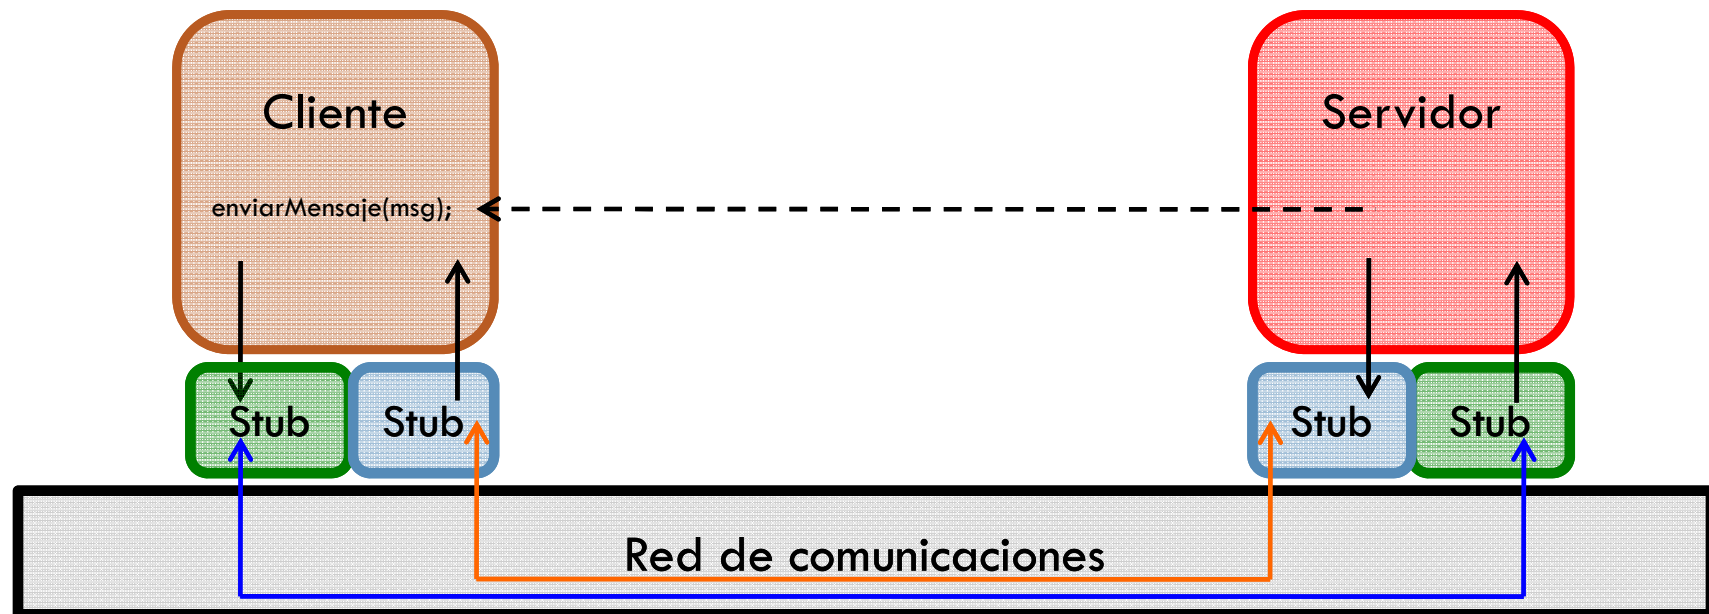 Cliente
Servidor
enviarMensaje(msg);
Stub
Stub
Stub
Stub
Red de comunicaciones